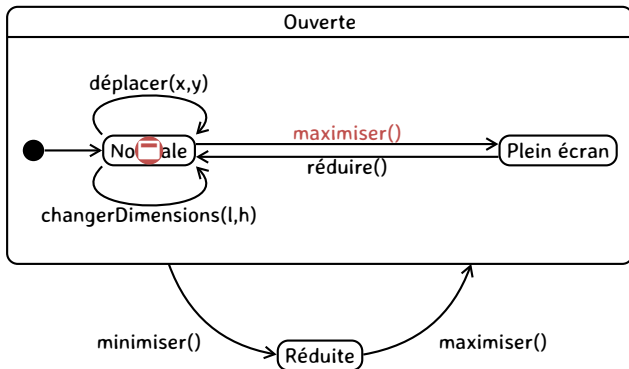 Ouverte
déplacer(x,y)
maximiser()
Plein écran
réduire()
changerDimensions(l,h)
minimiser()
Réduite
maximiser()